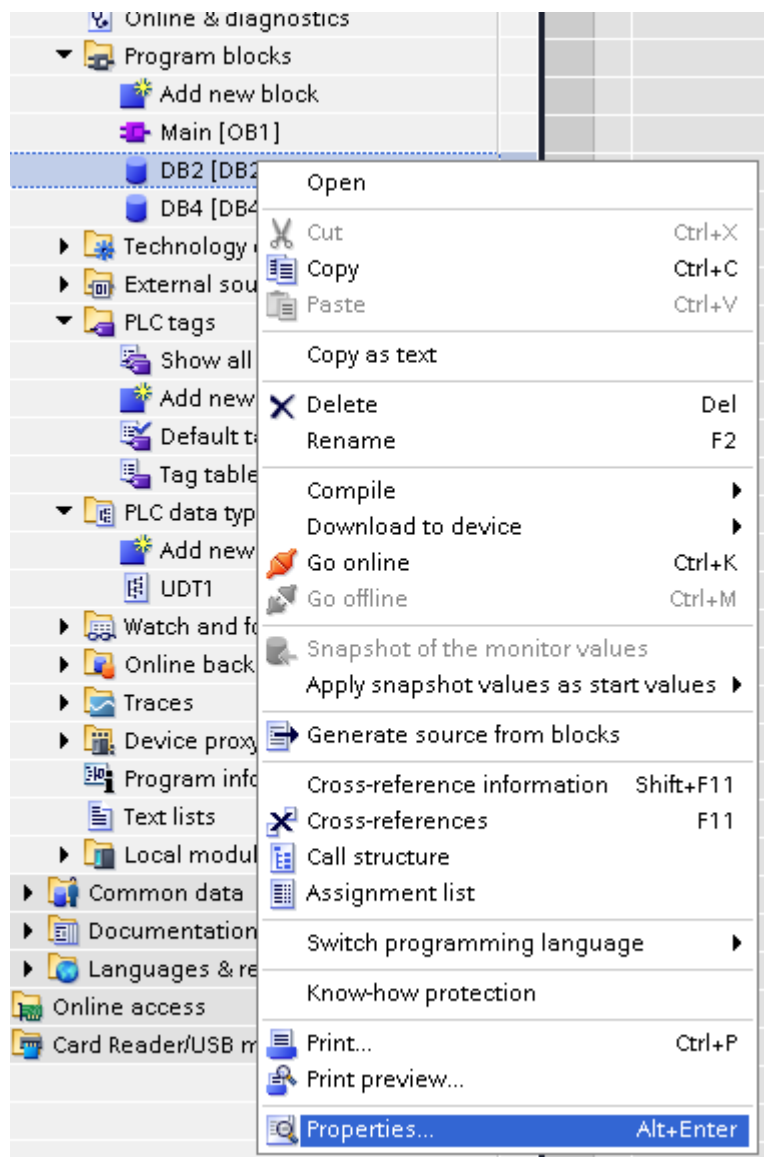 Online & diagnostics
Program blocks
Add new block
Main [OB1]
DB2 [DB2
DB4 [DB4
Technology
External sou
PLC tags
Show all
Add new
Default ta
Tag table
PLC data typ
Add new
UDT1
Watch and fo
Online back
Traces
Device proxy
Program info
Text lists
Local modul
Common data
Documentation
Languages & re
Online access
Card Reader/USB m
Open
Cut Ctrl+X
Copy Ctrl+C
Paste Ctrl+V
Copy as text
Delete Del
Rename F2
Compile
Download to device
Go online Ctrl+K
Go offline Ctrl+M
Snapshot of the monitor values
Apply snapshot values as start values
Generate source from blocks
Cross-reference information Shift+F11
Cross-references F11
Call structure
Assignment list
Switch programming language
Know-how protection
Print... Ctrl+P
Print preview...
Properties... Alt+Enter